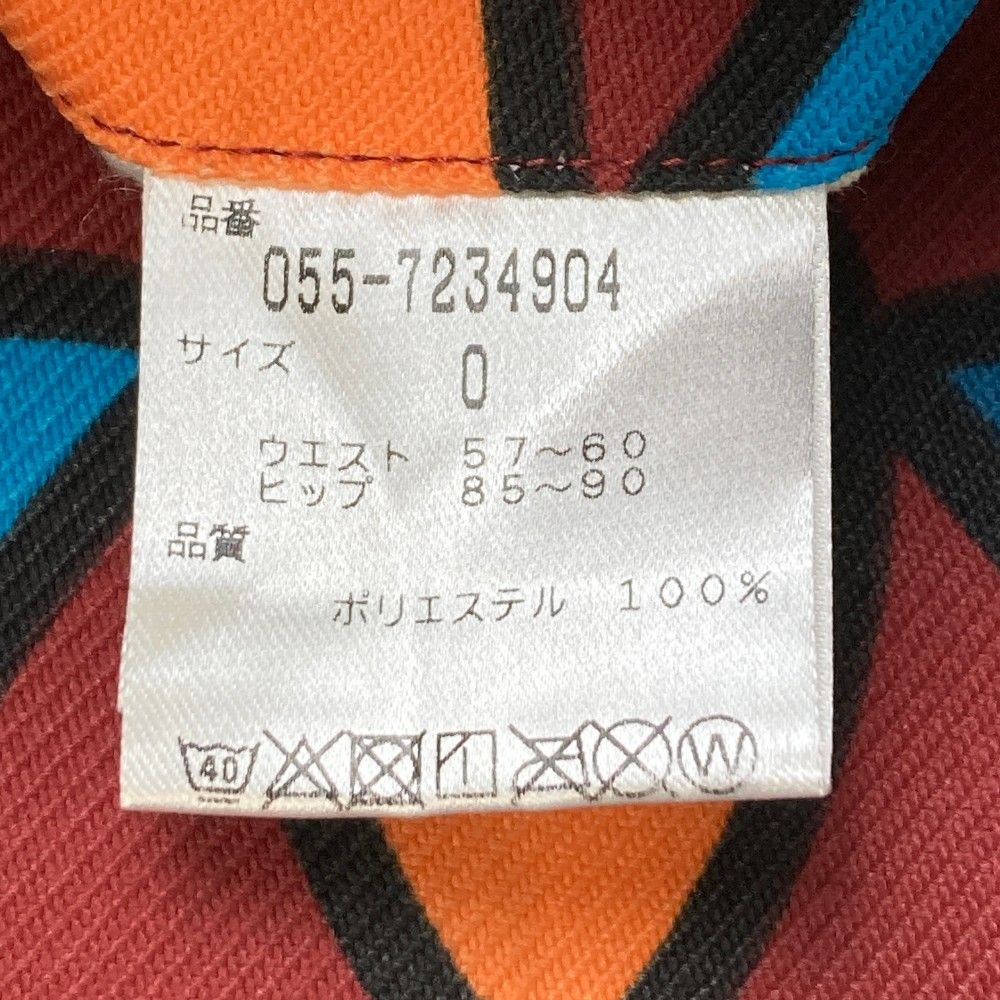 品番
055-7234904
サイズ 0
ウエスト 57～60
ヒップ 85～90
品質
ポリエステル 100%
40 W